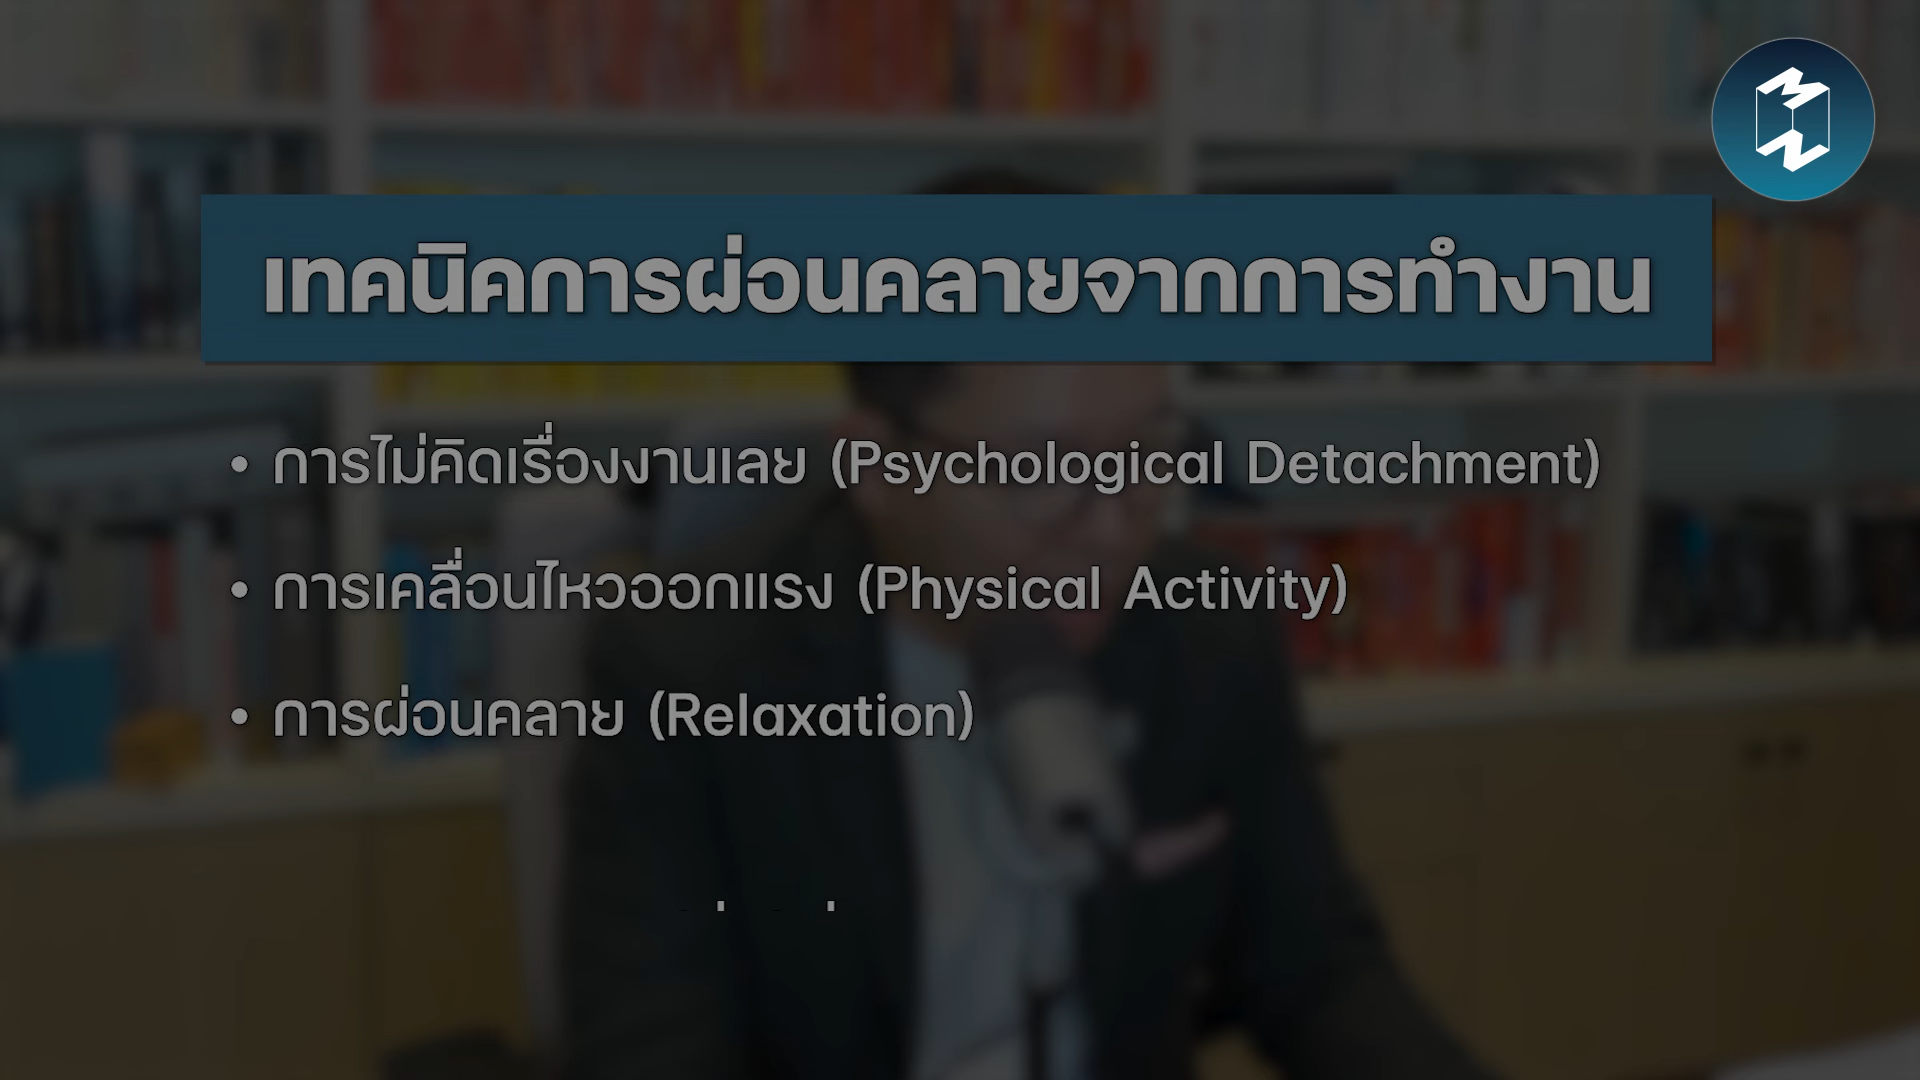 เทคนิคการผ่อนคลายจากการทำงาน
• การไม่คิดเรื่องงานเลย (Psychological Detachment)
• การเคลื่อนไหวออกแรง (Physical Activity)
• การผ่อนคลาย (Relaxation)